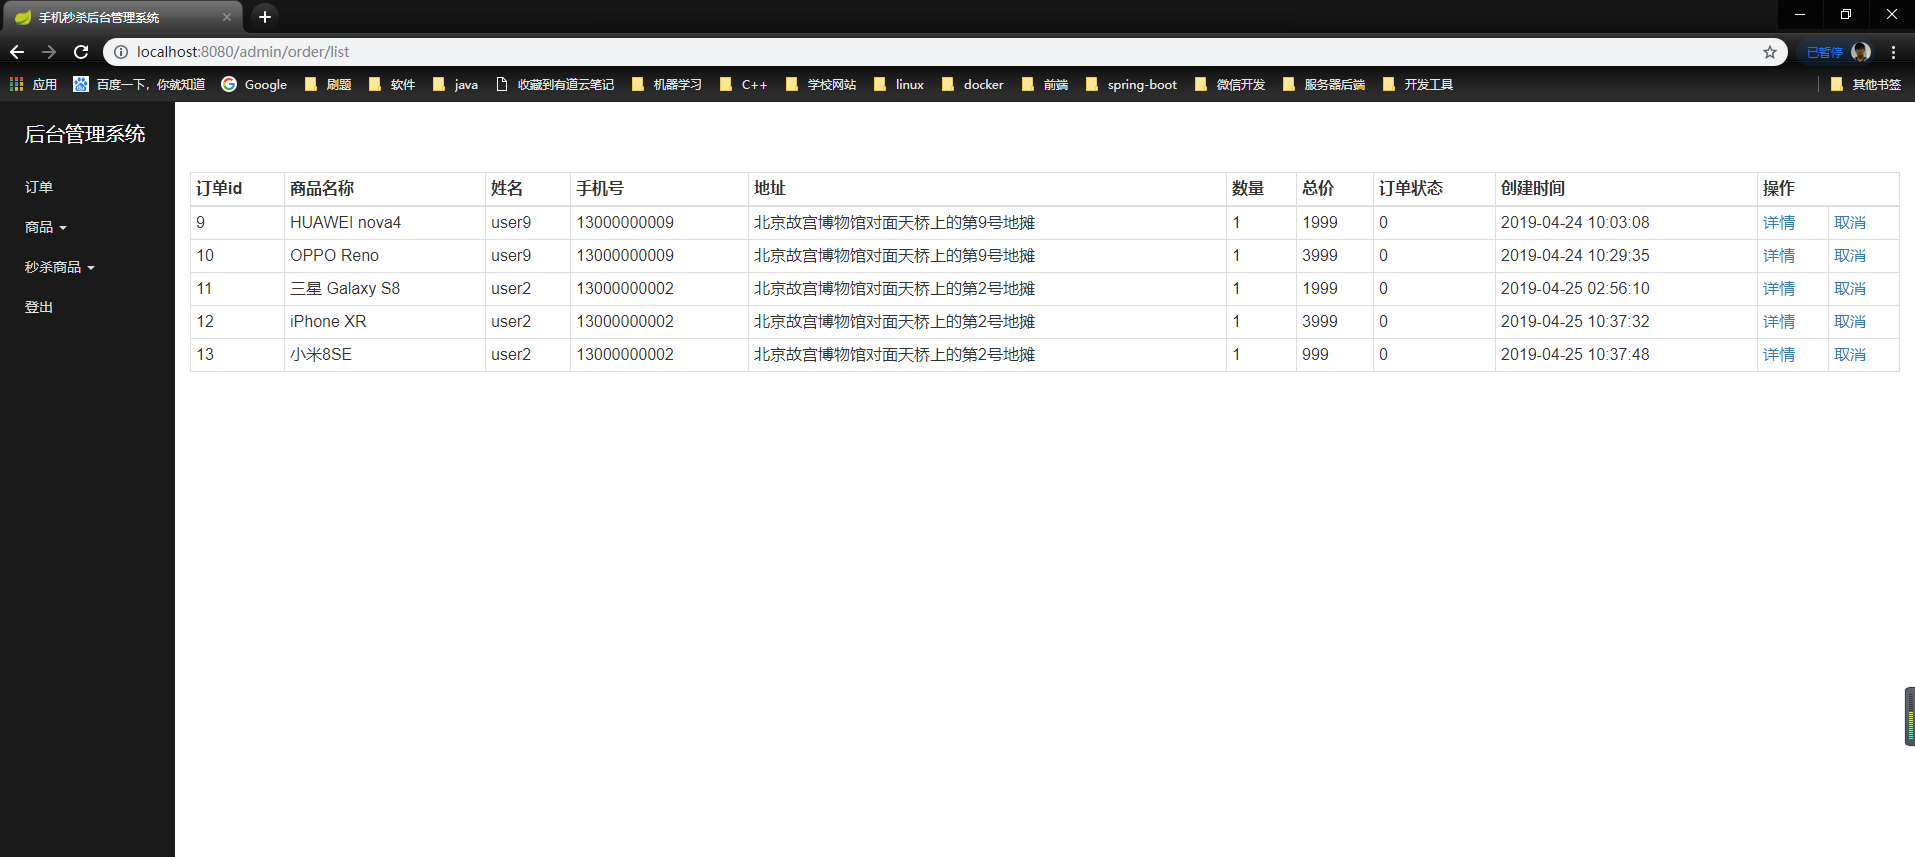 手机秒杀后台管理系统
localhost:8080/admin/order/list
已暂停
应用 百度一下，你就知道 Google 刷题 软件 java 收藏到有道云笔记 机器学习 C++ 学校网站 linux docker 前端 spring-boot 微信开发 服务器后端 开发工具 其他书签
后台管理系统
订单
商品
秒杀商品
登出
订单id 商品名称 姓名 手机号 地址 数量 总价 订单状态 创建时间 操作
9 HUAWEI nova4 user9 13000000009 北京故宫博物馆对面天桥上的第9号地摊 1 1999 0 2019-04-24 10:03:08 详情 取消
10 OPPO Reno user9 13000000009 北京故宫博物馆对面天桥上的第9号地摊 1 3999 0 2019-04-24 10:29:35 详情 取消
11 三星 Galaxy S8 user2 13000000002 北京故宫博物馆对面天桥上的第2号地摊 1 1999 0 2019-04-25 02:56:10 详情 取消
12 iPhone XR user2 13000000002 北京故宫博物馆对面天桥上的第2号地摊 1 3999 0 2019-04-25 10:37:32 详情 取消
13 小米8SE user2 13000000002 北京故宫博物馆对面天桥上的第2号地摊 1 999 0 2019-04-25 10:37:48 详情 取消